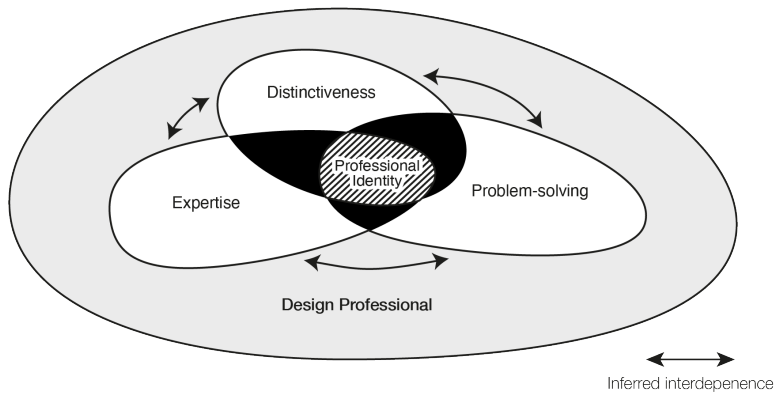 Distinctiveness
Professional
Identity
Expertise
Problem-solving
Design Professional
Inferred interdepenence